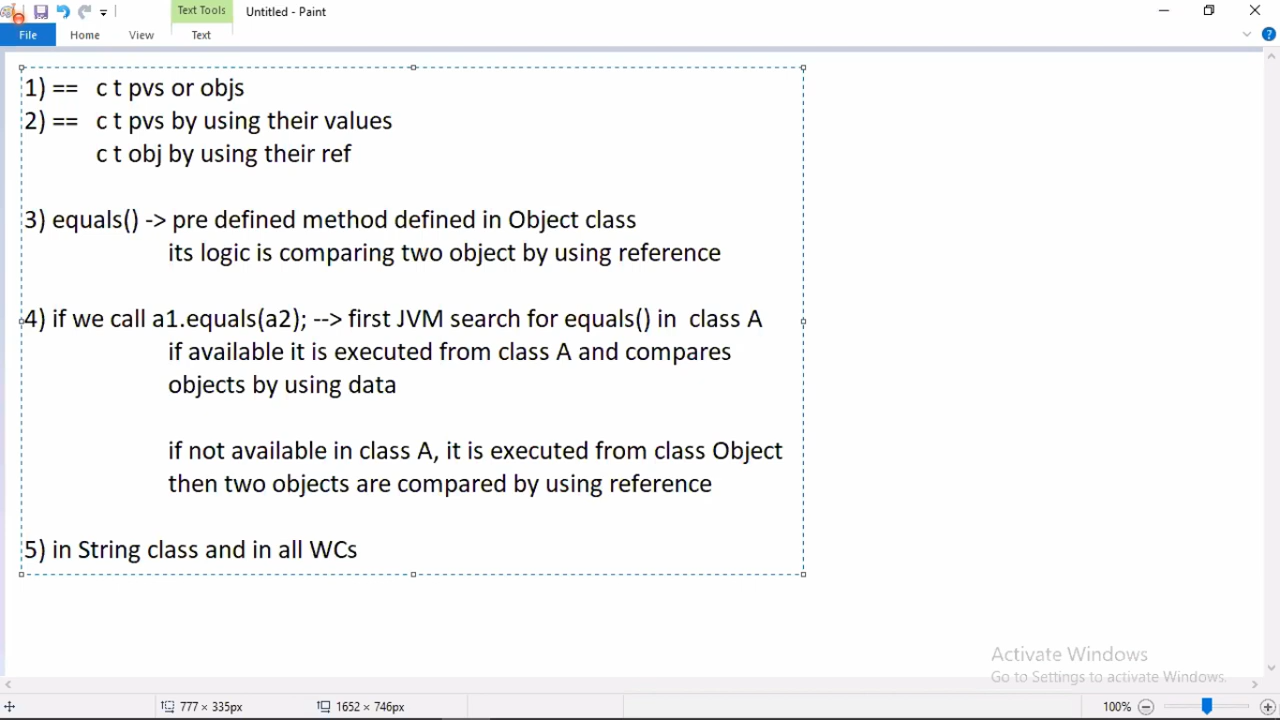 Text Tools
Untitled - Paint
File
Home
View
Text
1) == c t pvs or objs
2) == c t pvs by using their values
c t obj by using their ref
3) equals() -> pre defined method defined in Object class
its logic is comparing two object by using reference
4) if we call a1.equals(a2); --> first JVM search for equals() in class A
if available it is executed from class A and compares
objects by using data
if not available in class A, it is executed from class Object
then two objects are compared by using reference
5) in String class and in all WCs
Activate Windows
Go to Settings to activate Windows.
777 × 335px
1652 × 746px
100%